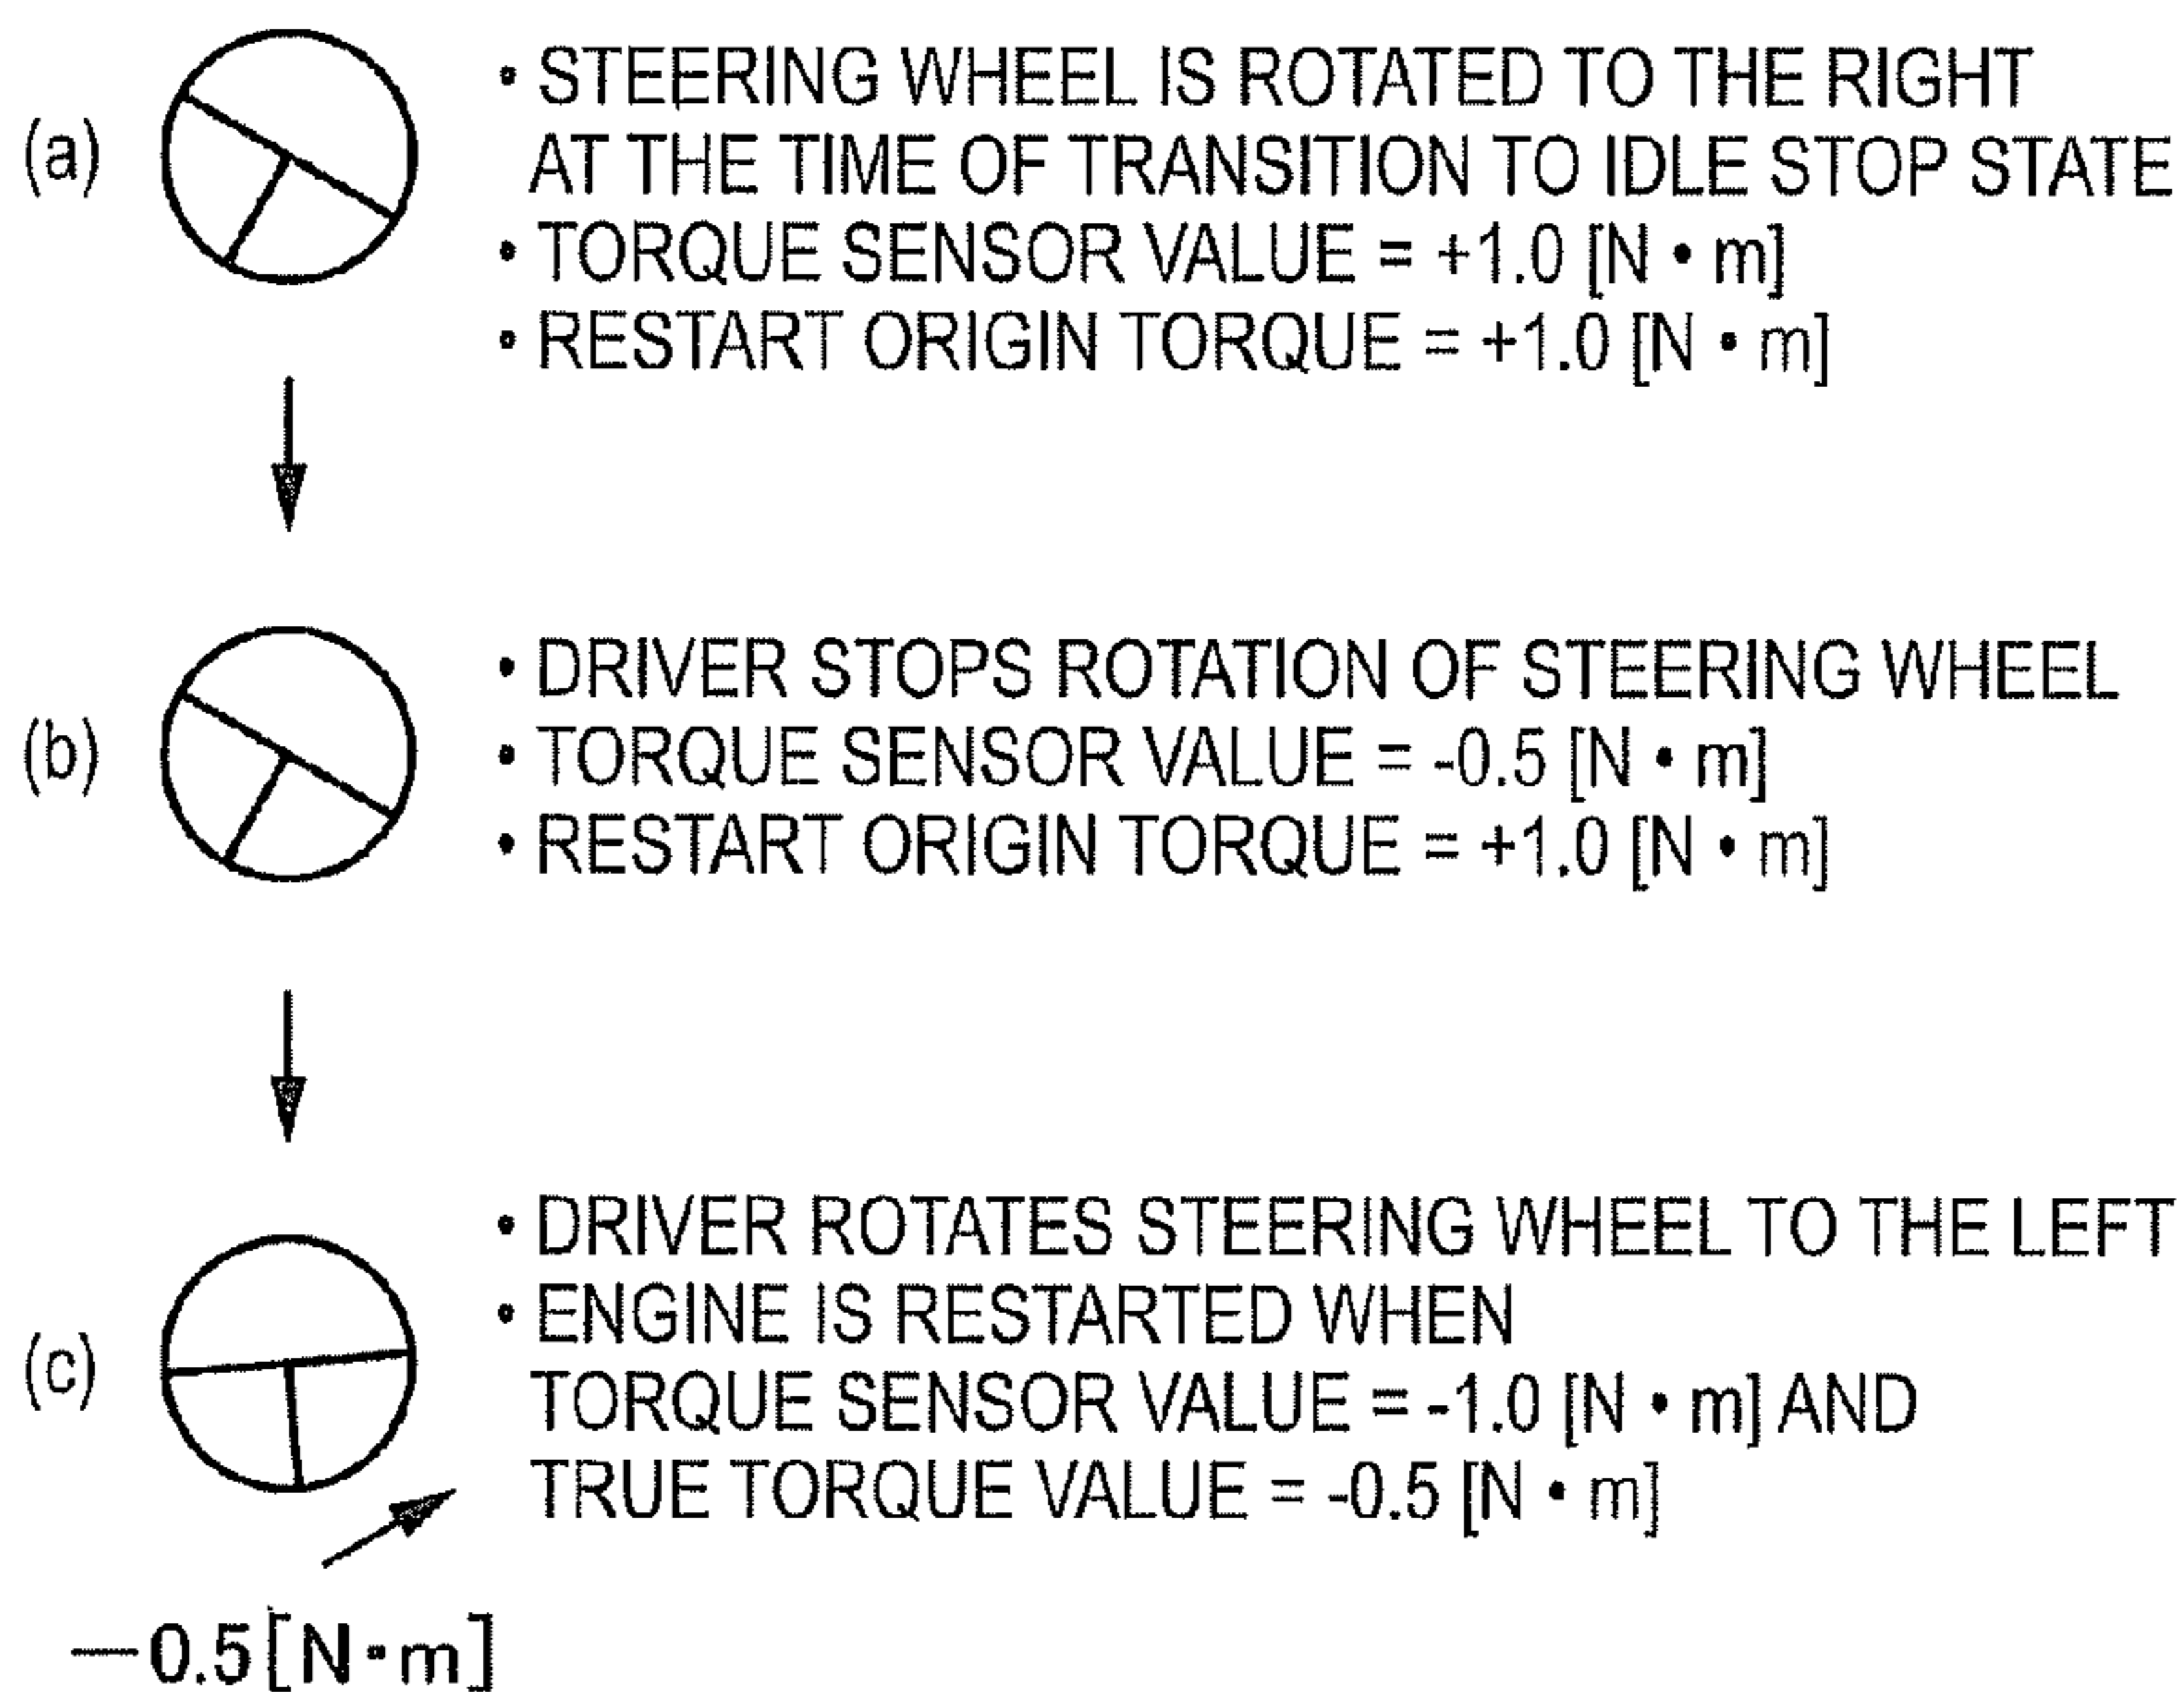 (a)
• STEERING WHEEL IS ROTATED TO THE RIGHT
AT THE TIME OF TRANSITION TO IDLE STOP STATE
• TORQUE SENSOR VALUE = +1.0 [N • m]
• RESTART ORIGIN TORQUE = +1.0 [N • m]
(b)
• DRIVER STOPS ROTATION OF STEERING WHEEL
• TORQUE SENSOR VALUE = -0.5 [N • m]
• RESTART ORIGIN TORQUE = +1.0 [N • m]
(c)
• DRIVER ROTATES STEERING WHEEL TO THE LEFT
• ENGINE IS RESTARTED WHEN
TORQUE SENSOR VALUE = -1.0 [N • m] AND
TRUE TORQUE VALUE = -0.5 [N • m]
—0.5 [N • m]